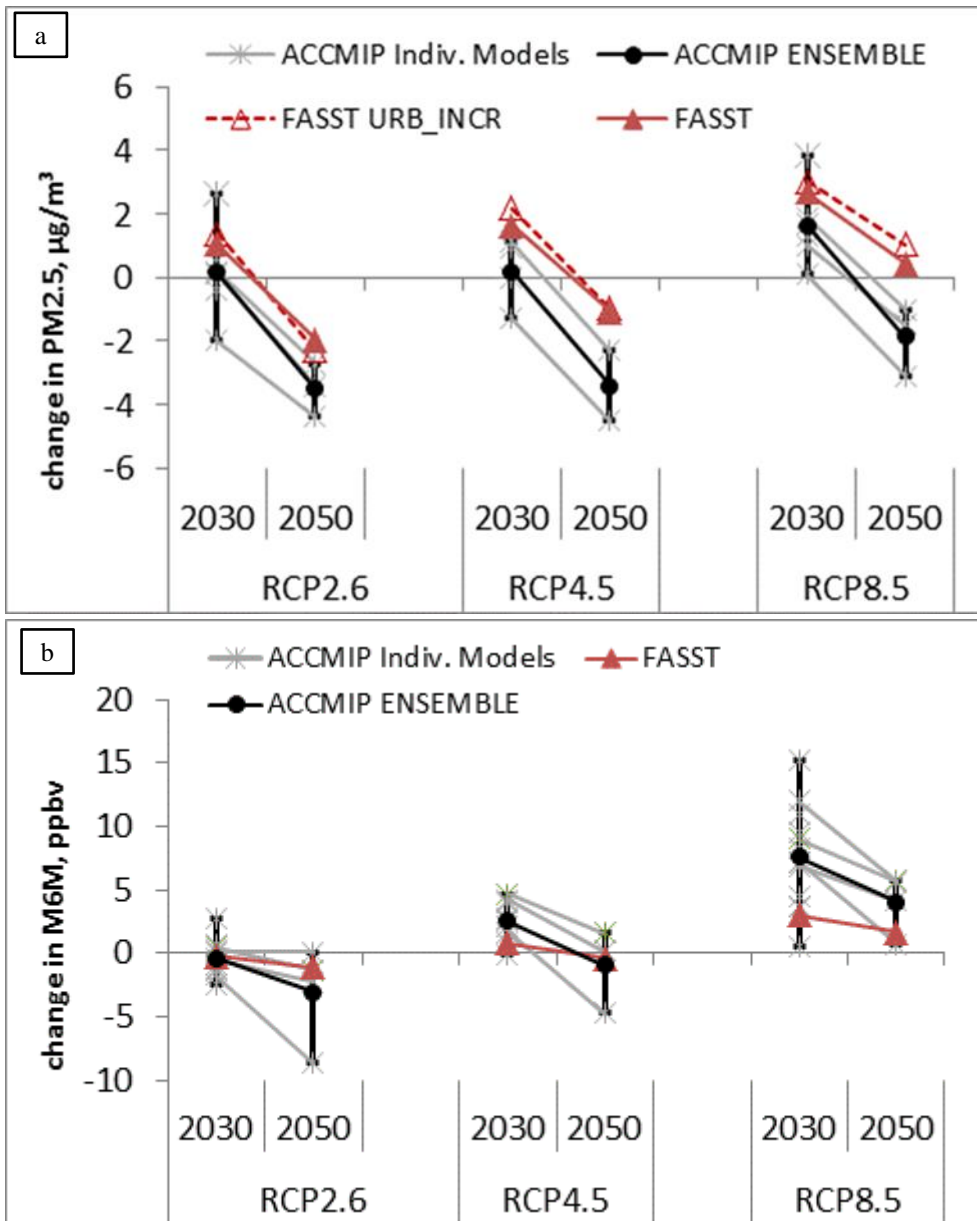 a
ACCMIP Indiv. Models ACCMIP ENSEMBLE
FASST URB_INCR FASST
change in PM2.5, µg/m³
6
4
2
0
-2
-4
-6
2030 2050 2030 2050 2030 2050
RCP2.6 RCP4.5 RCP8.5
b
ACCMIP Indiv. Models FASST
ACCMIP ENSEMBLE
change in M6M, ppbv
20
15
10
5
0
-5
-10
2030 2050 2030 2050 2030 2050
RCP2.6 RCP4.5 RCP8.5